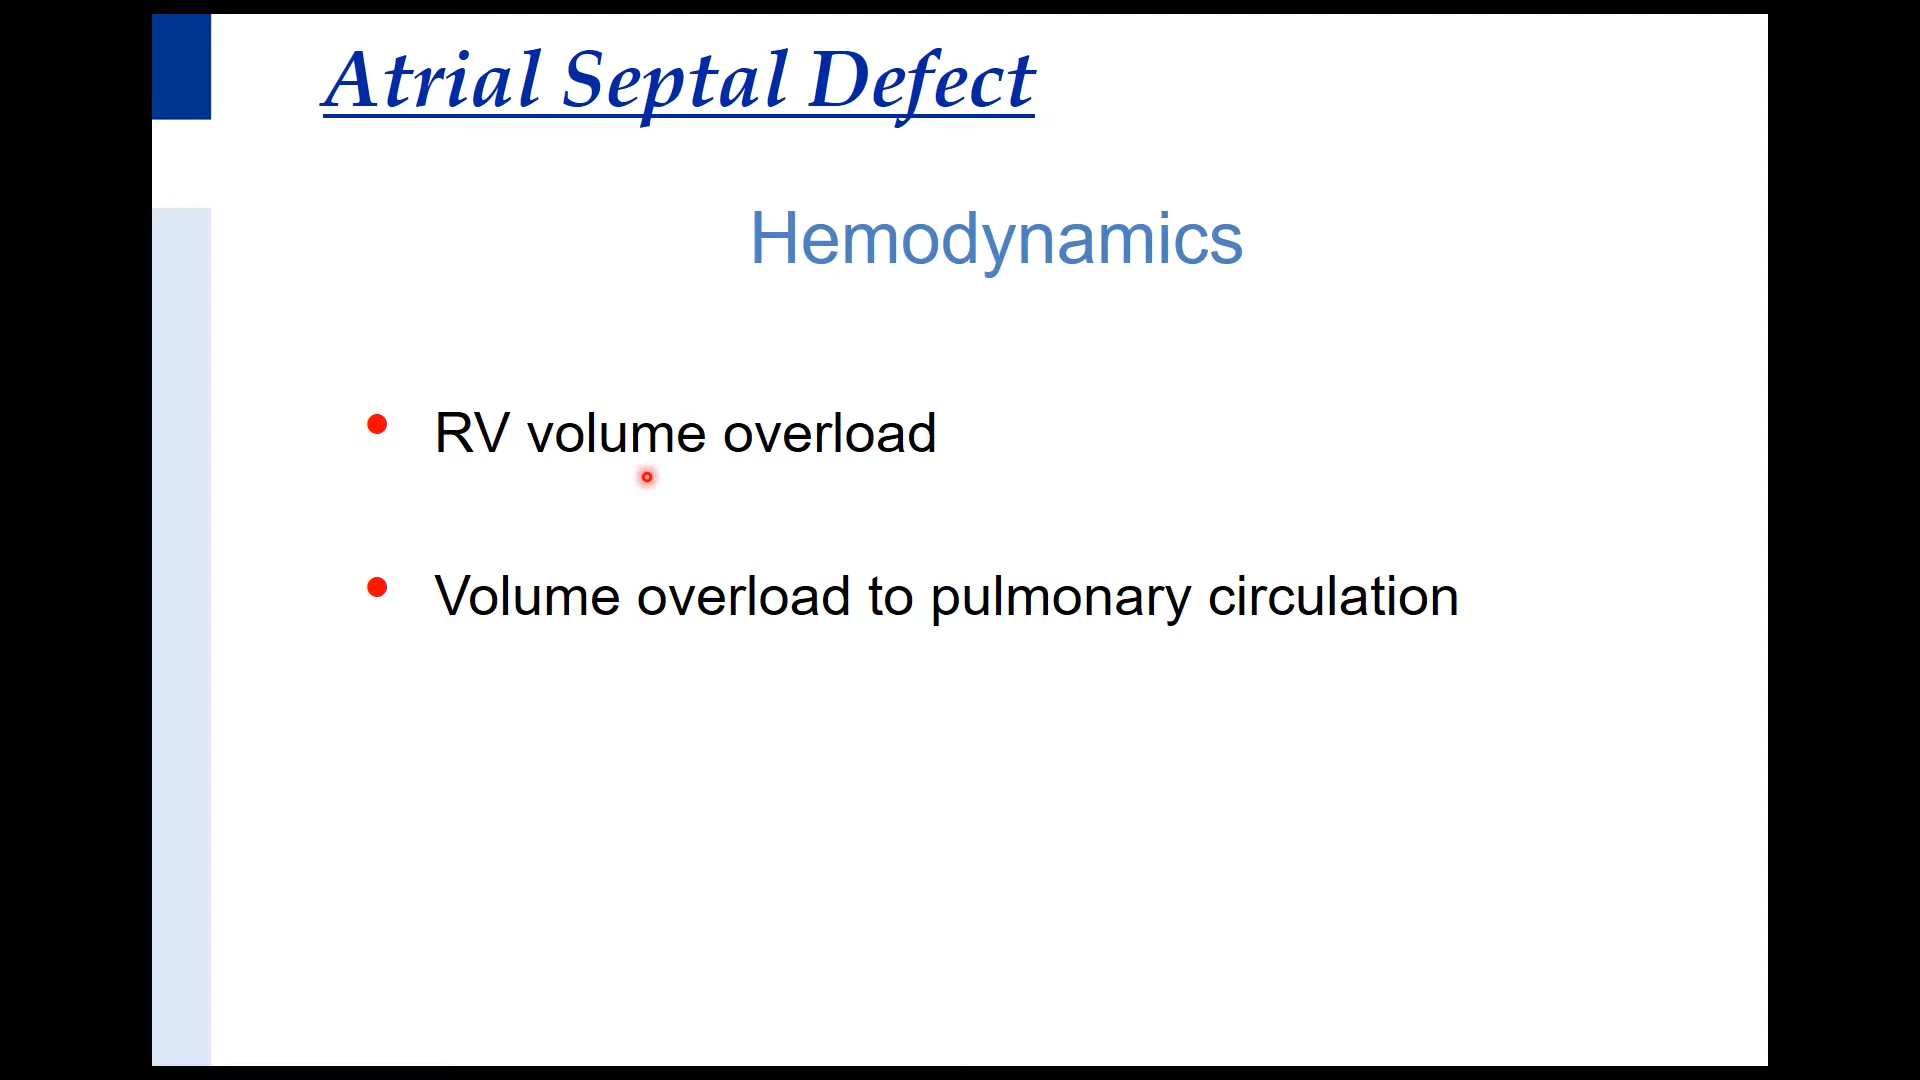 Atrial Septal Defect
Hemodynamics
• RV volume overload
• Volume overload to pulmonary circulation